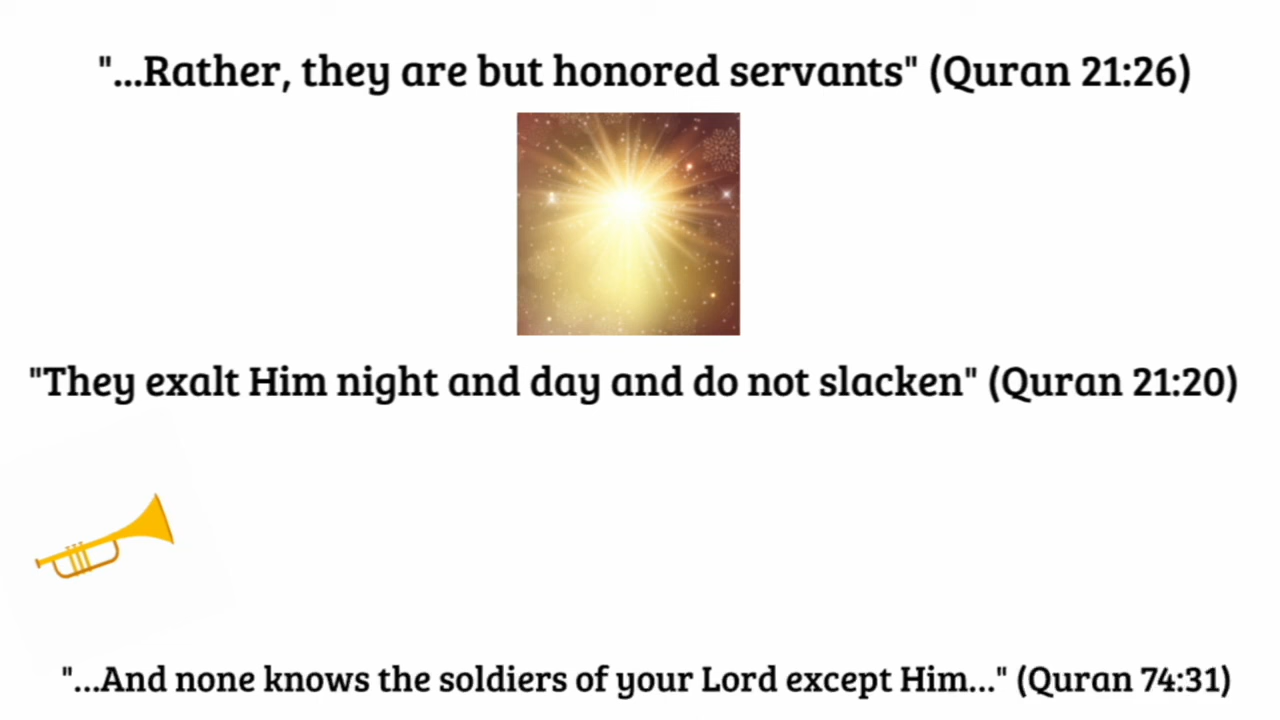 "...Rather, they are but honored servants" (Quran 21:26)
"They exalt Him night and day and do not slacken" (Quran 21:20)
"...And none knows the soldiers of your Lord except Him..." (Quran 74:31)